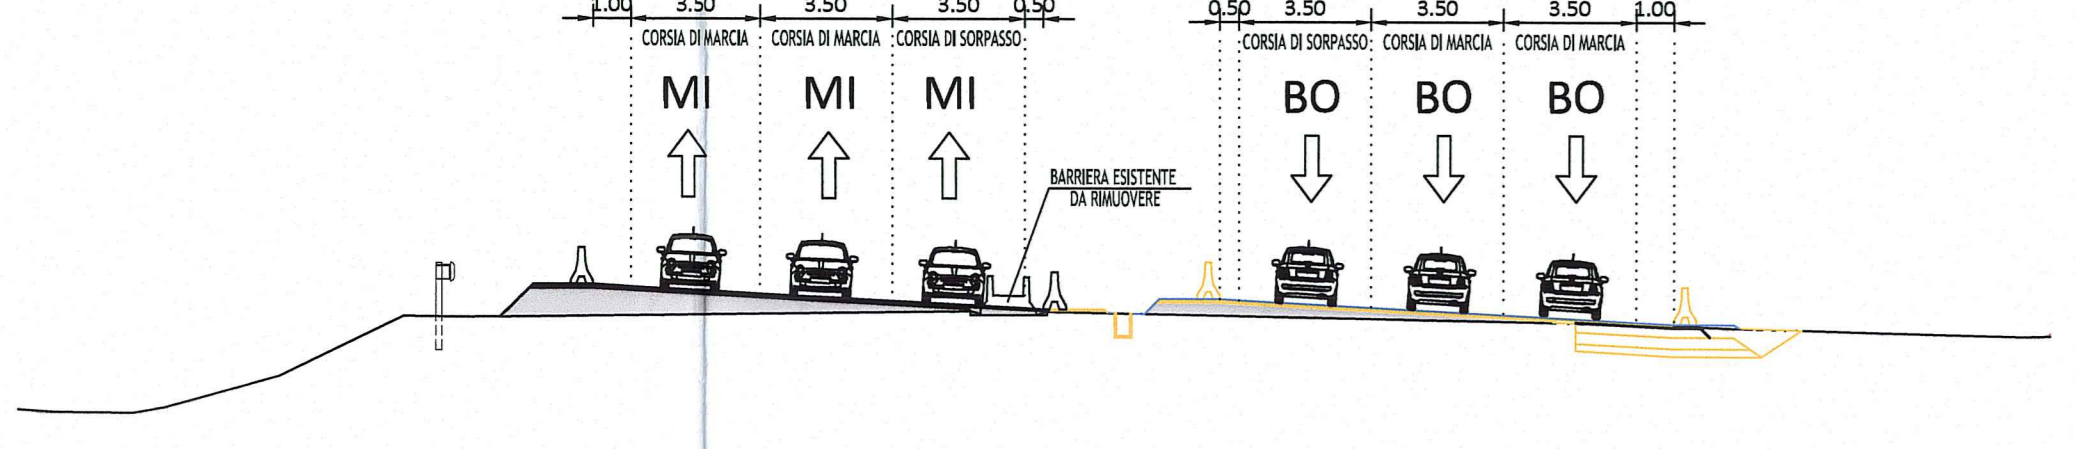 1.00 3.50 3.50 3.50 0.50 0.50 3.50 3.50 3.50 1.00
CORSIA DI MARCIA CORSIA DI MARCIA CORSIA DI SORPASSO CORSIA DI SORPASSO CORSIA DI MARCIA CORSIA DI MARCIA
MI MI MI BO BO BO
BARRIERA ESISTENTE
DA RIMUOVERE